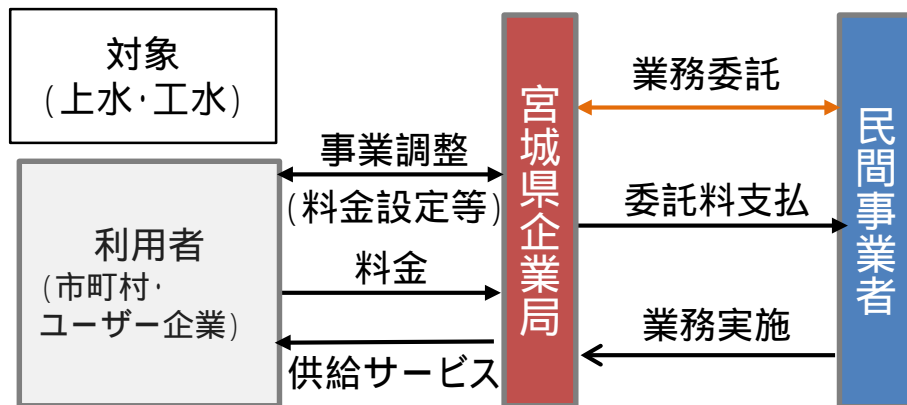 対象
(上水・工水)
利用者
(市町村・
ユーザー企業)
事業調整
(料金設定等)
料金
供給サービス
宮城県企業局
業務委託
委託料支払
業務実施
民間事業者